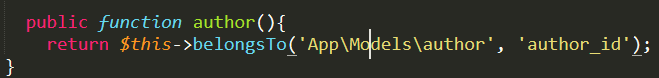 public function author(){
return $this->belongsTo('App\Models\author', 'author_id');
}